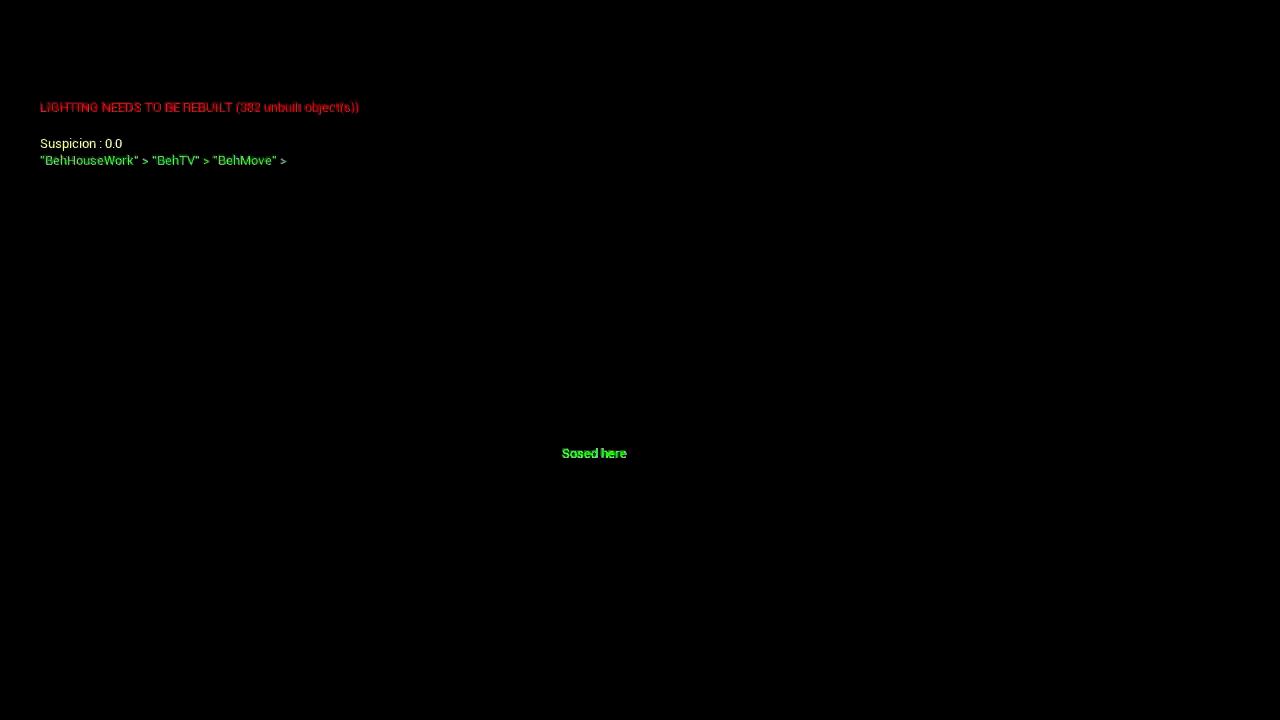 LIGHTING NEEDS TO BE REBUILT (382 unbuilt object(s))
Suspicion : 0.0
"BehHouseWork" > "BehTV" > "BehMove" >
Sosed here